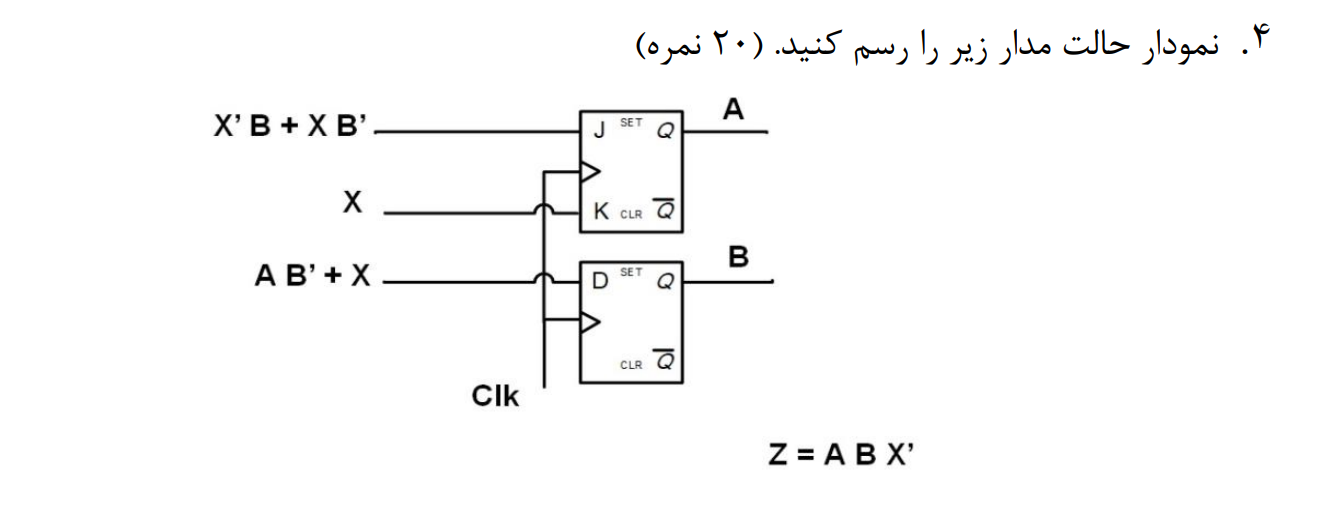 ۴. نمودار حالت مدار زیر را رسم کنید. (۲۰ نمره)
X’ B + X B’
J SET Q
A
X
K CLR Q̅
A B’ + X
D SET Q
B
CLR Q̅
Clk
Z = A B X’